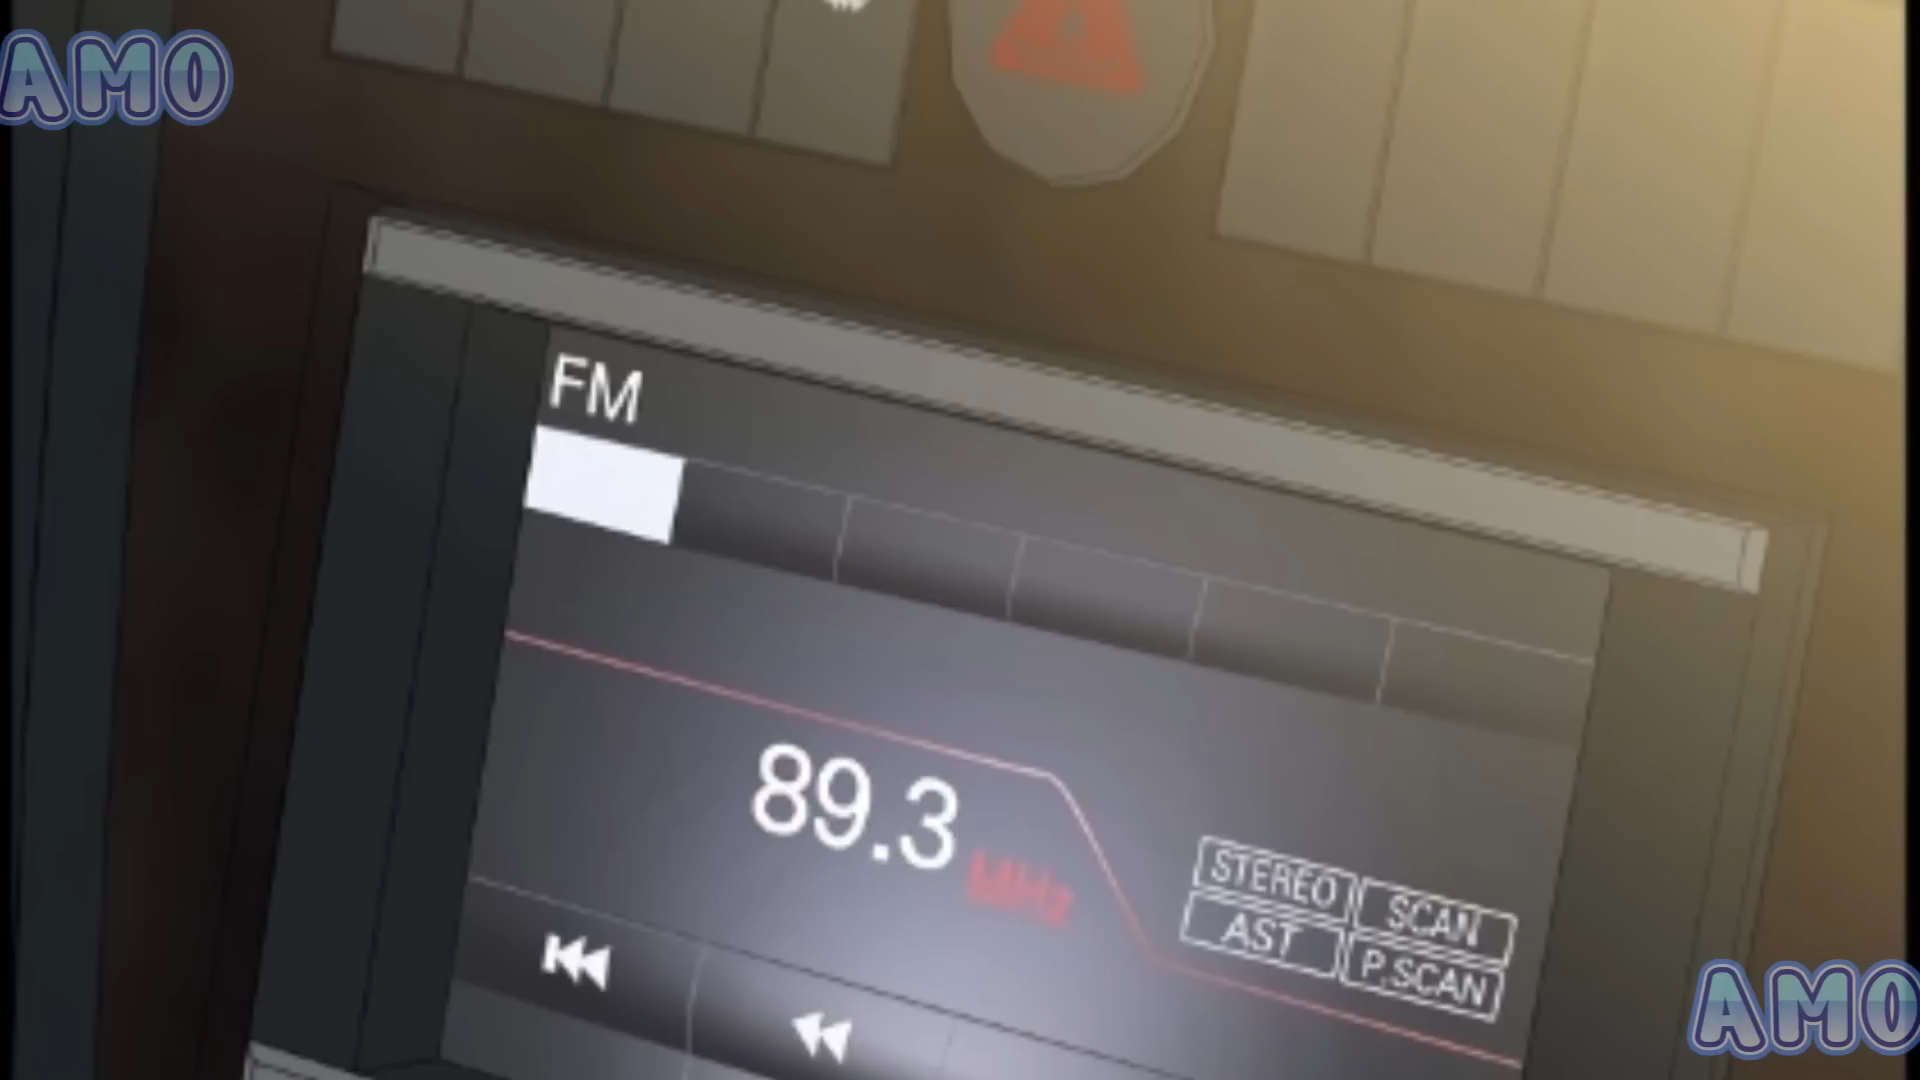 AMO
FM
89.3 MHz
STEREO SCAN
AST P.SCAN
AMO